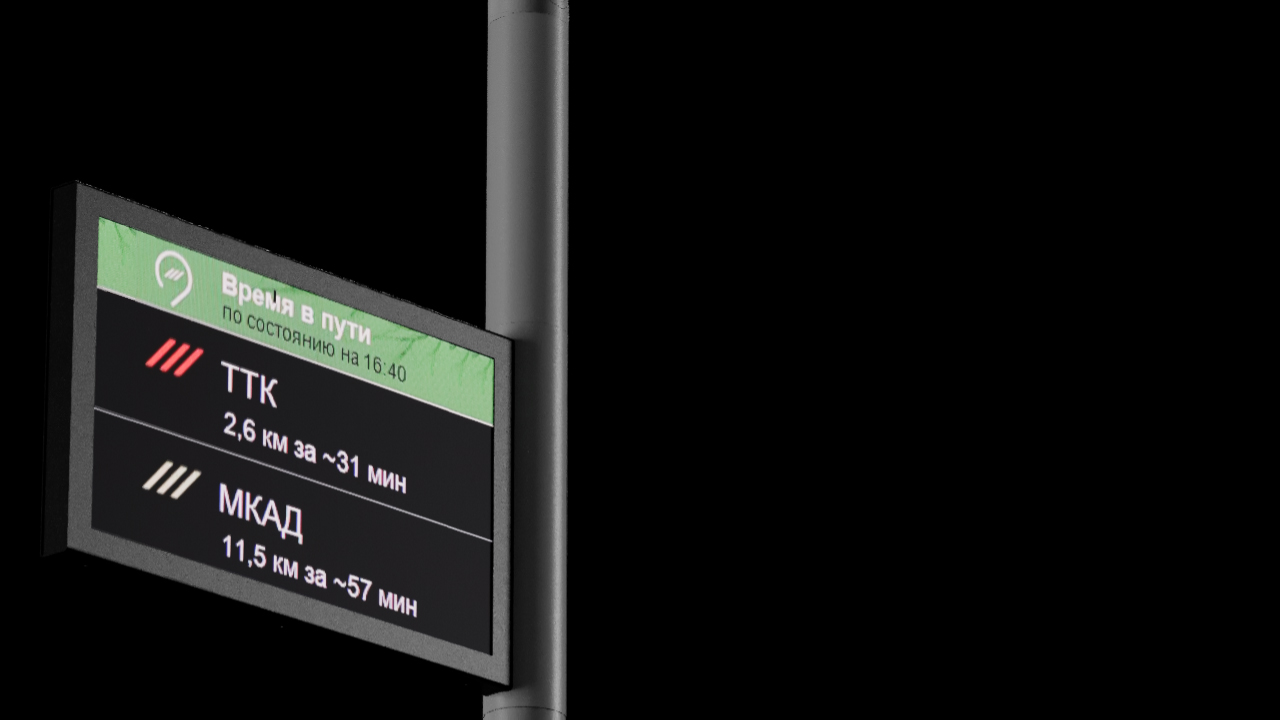 Время в пути
по состоянию на 16:40
ТТК
2,6 км за ~31 мин
МКАД
11,5 км за ~57 мин